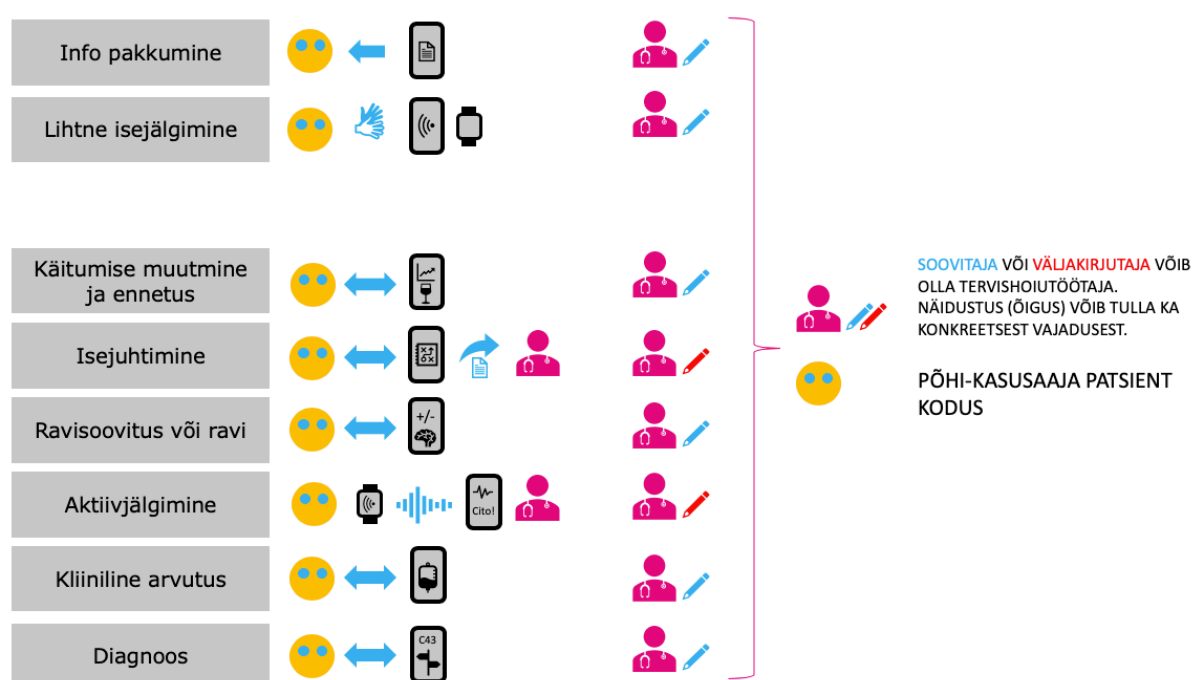 Info pakkumine
Lihtne isejälgimine
Käitumise muutmine
ja ennetus
Isejuhtimine
Ravisoovitus või ravi
+/-
Aktiivjälgimine
Cito!
Kliiniline arvutus
Diagnoos
C43
SOOVITAJA VÕI VÄLJAKIRJUTAJA VÕIB
OLLA TERVISHOIUTÖÖTAJA.
NÄIDUSTUS (ÕIGUS) VÕIB TULLA KA
KONKREETSEST VAJADUSEST.
PÕHI-KASUSAAJA PATSIENT
KODUS